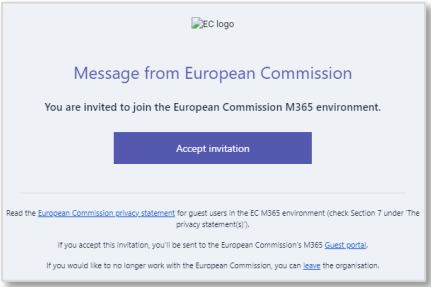 EC logo
Message from European Commission
You are invited to join the European Commission M365 environment.
Accept invitation
Read the European Commission privacy statement for guest users in the EC M365 environment (check Section 7 under 'The
privacy statement(s)').
If you accept this invitation, you'll be sent to the European Commission's M365 Guest portal.
If you would like to no longer work with the European Commission, you can leave the organisation.